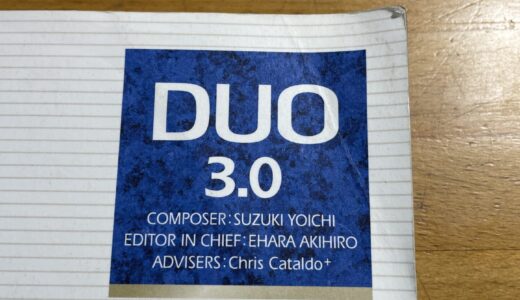 DUO
3.0
COMPOSER:SUZUKI YOICHI
EDITOR IN CHIEF:EHARA AKIHIRO
ADVISERS:Chris Cataldo+